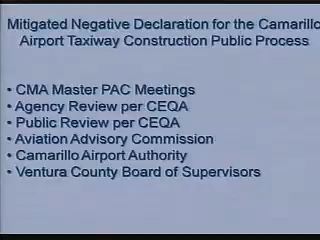 Mitigated Negative Declaration for the Camarillo
Airport Taxiway Construction Public Process
• CMA Master PAC Meetings
• Agency Review per CEQA
• Public Review per CEQA
• Aviation Advisory Commission
• Camarillo Airport Authority
• Ventura County Board of Supervisors